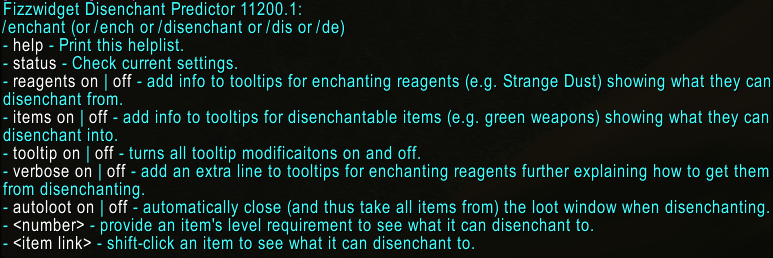 Fizzwidget Disenchant Predictor 11200.1:
/enchant (or /ench or /disenchant or /dis or /de)
- help - Print this helplist.
- status - Check current settings.
- reagents on | off - add info to tooltips for enchanting reagents (e.g. Strange Dust) showing what they can
disenchant from.
- items on | off - add info to tooltips for disenchantable items (e.g. green weapons) showing what they can
disenchant into.
- tooltip on | off - turns all tooltip modificaitons on and off.
- verbose on | off - add an extra line to tooltips for enchanting reagents further explaining how to get them
from disenchanting.
- autoloot on | off - automatically close (and thus take all items from) the loot window when disenchanting.
- <number> - provide an item's level requirement to see what it can disenchant to.
- <item link> - shift-click an item to see what it can disenchant to.